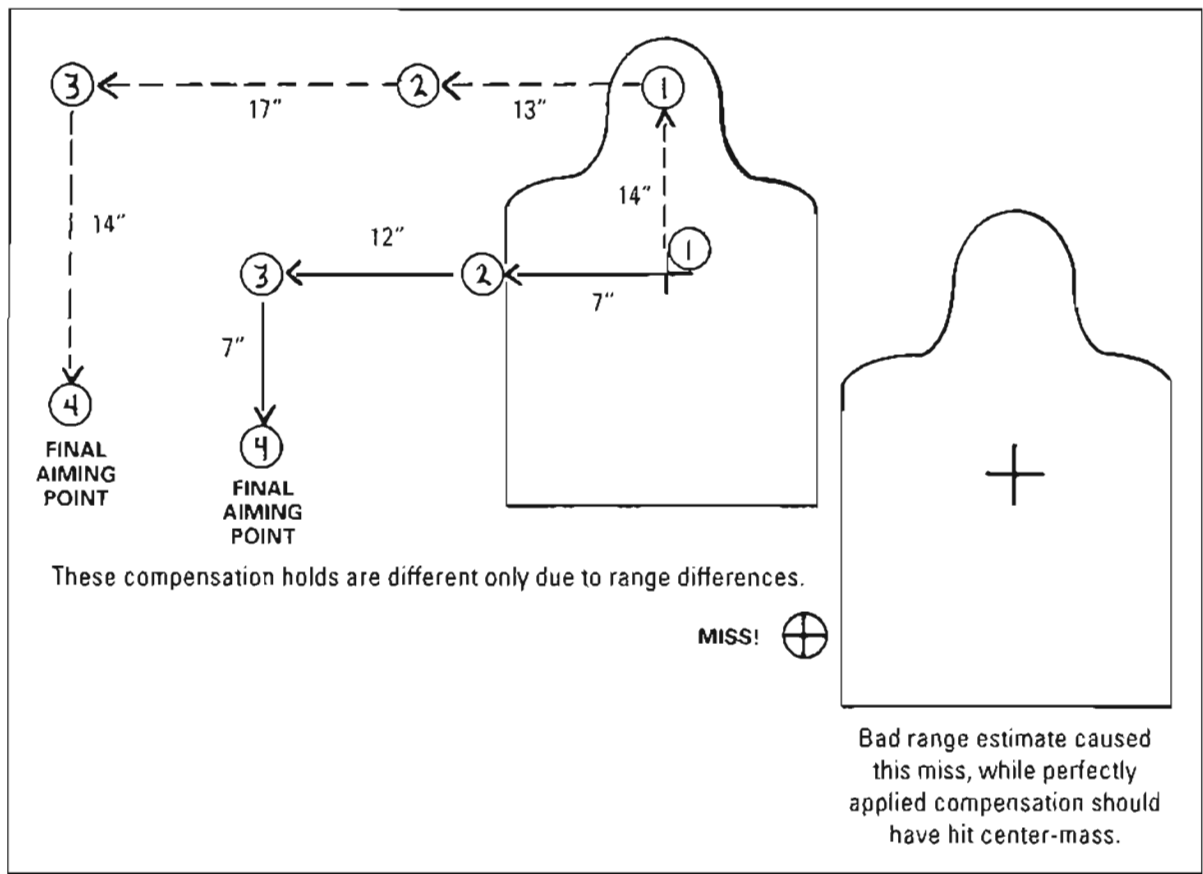 3
17"
2
13"
1
14"
14"
1
3
12"
2
7"
7"
4
FINAL
AIMING
POINT
4
FINAL
AIMING
POINT
These compensation holds are different only due to range differences.
MISS!
Bad range estimate caused
this miss, while perfectly
applied compensation should
have hit center-mass.